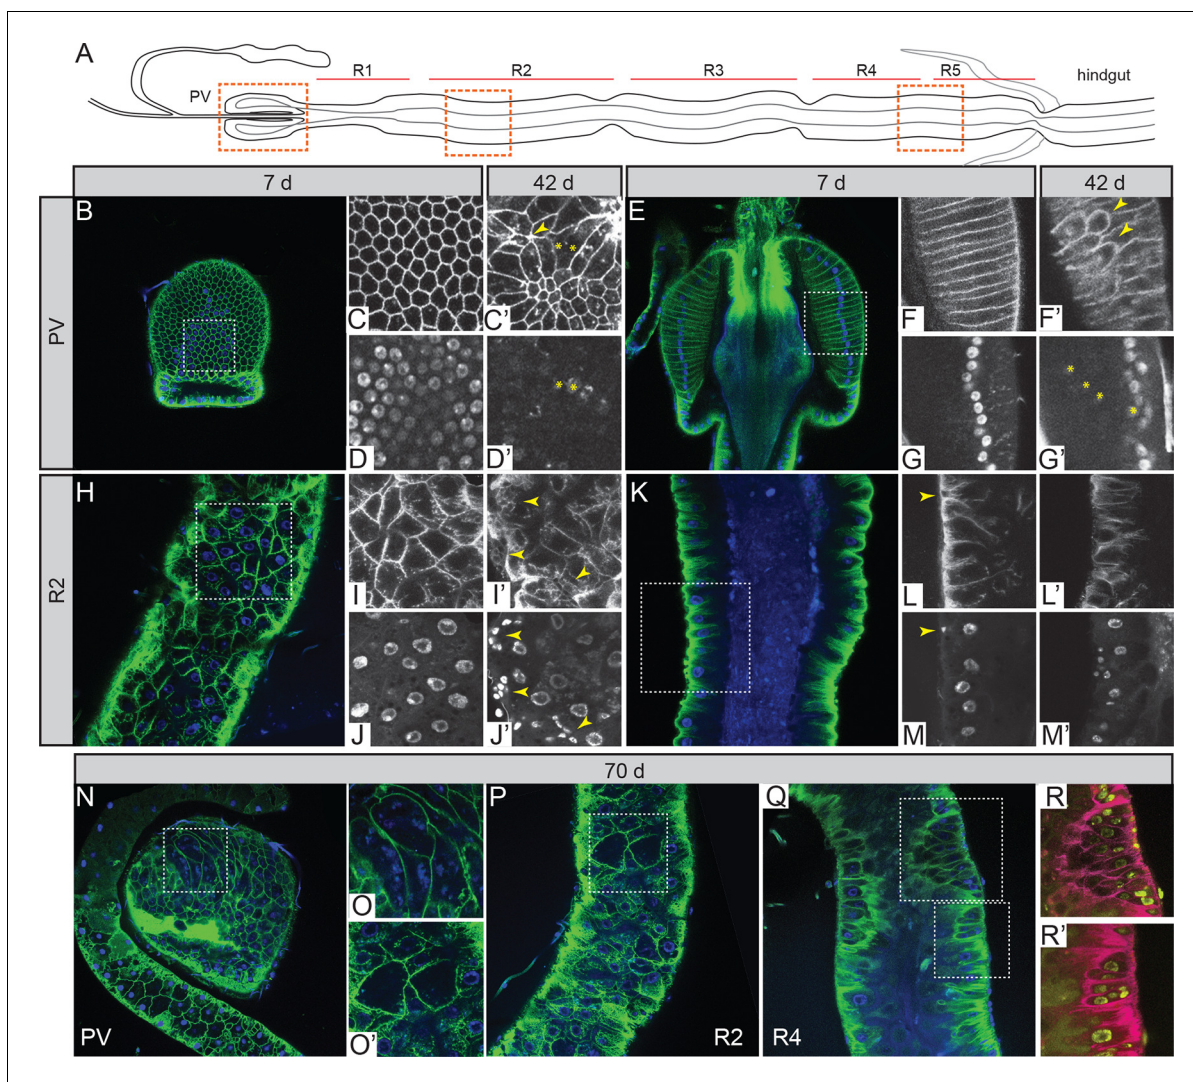 A
PV
R1
R2
R3
R4
R5
hindgut
7 d
42 d
7 d
42 d
PV
B
C
C'
E
F
F'
D
D'
G
G'
R2
H
I
I'
K
L
L'
J
J'
M
M'
70 d
N
O
P
Q
R
O'
R'
PV
R2
R4